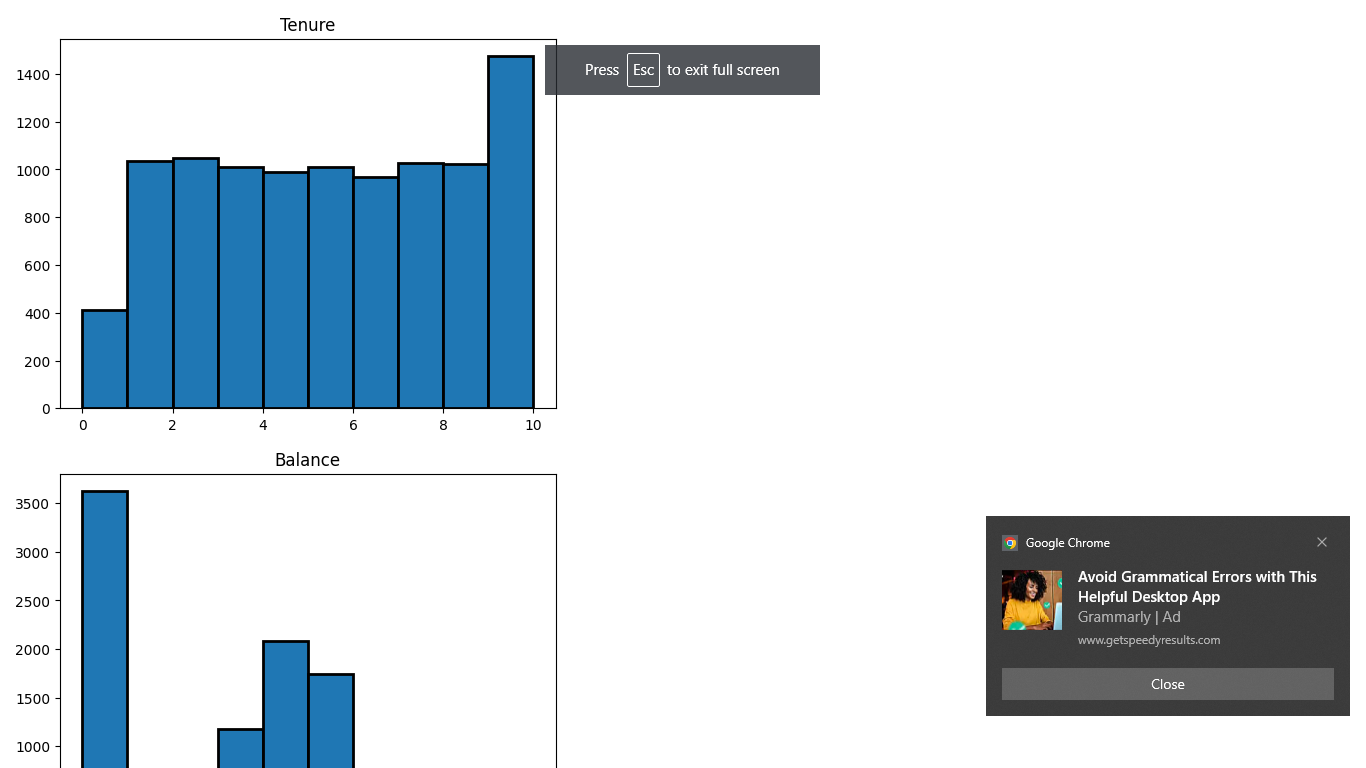 Tenure
1400
1200
1000
800
600
400
200
0
0 2 4 6 8 10
Press Esc to exit full screen
Balance
3500
3000
2500
2000
1500
1000
Google Chrome
Avoid Grammatical Errors with This
Helpful Desktop App
Grammarly | Ad
www.getspeedyresults.com
Close